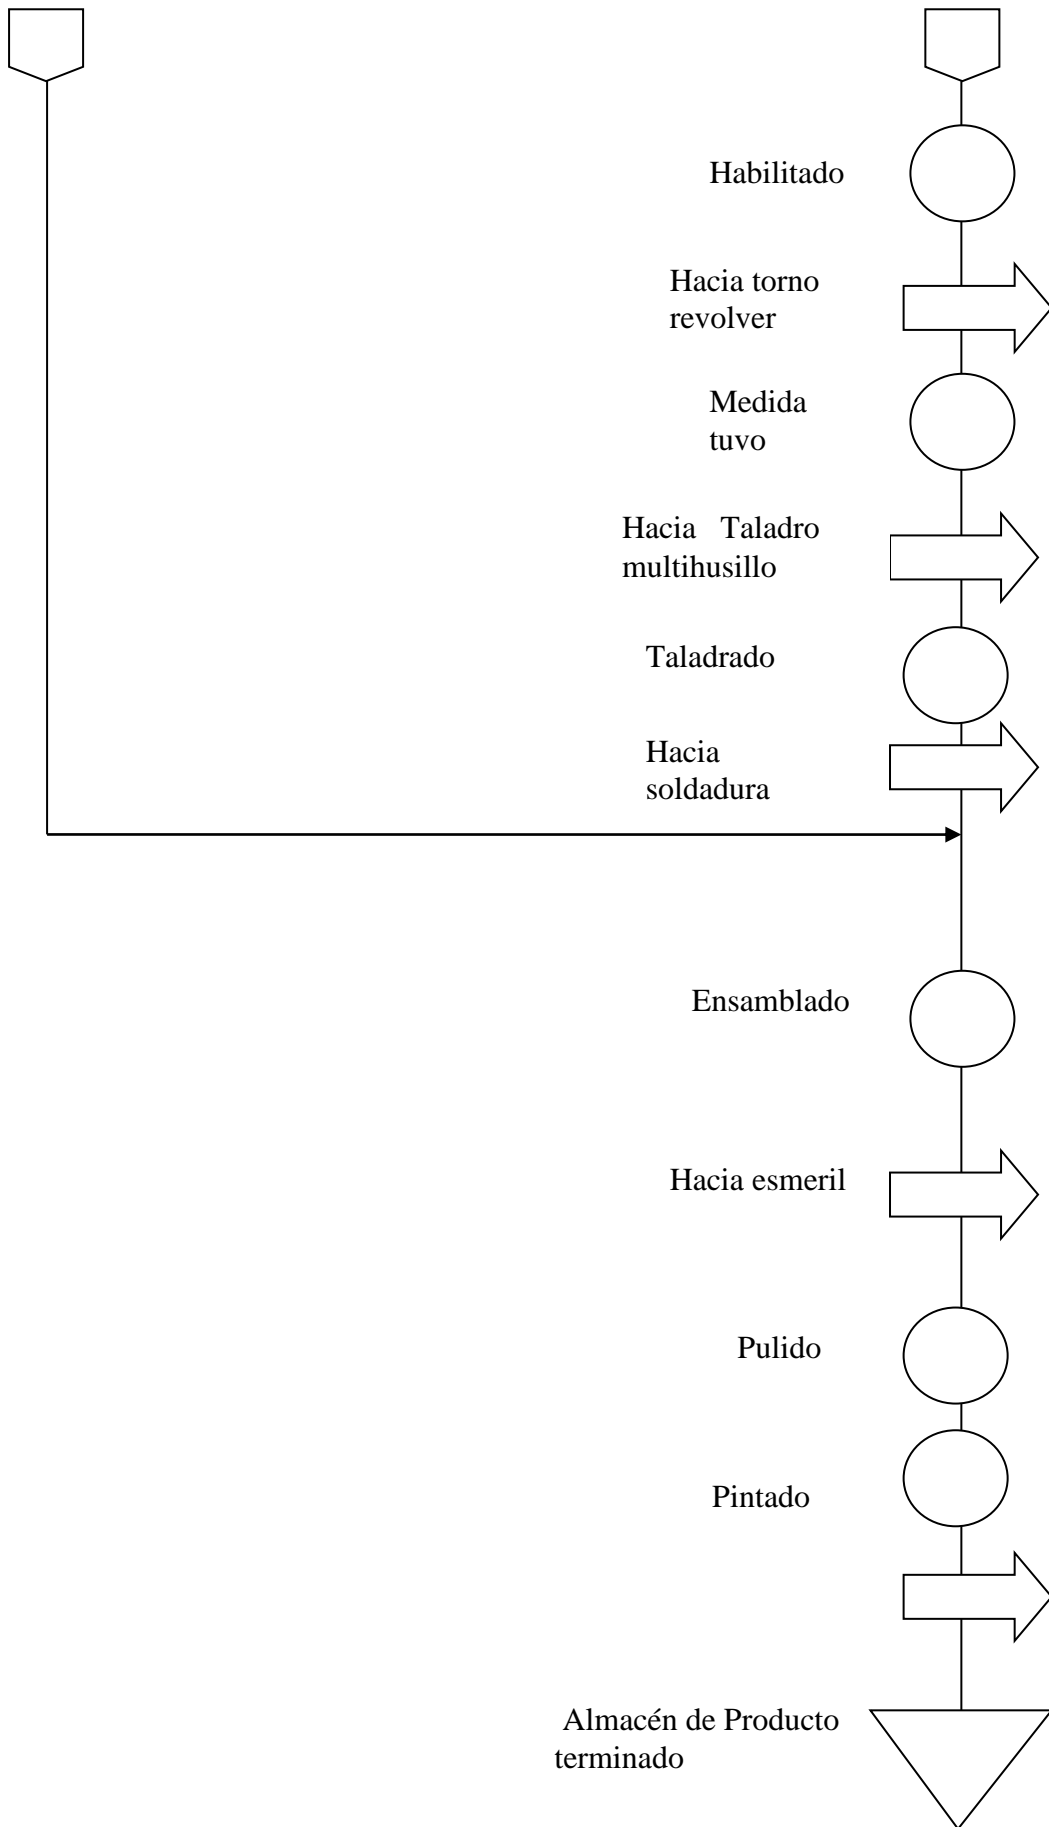 Habilitado
Hacia torno
revolver
Medida
tuvo
Hacia Taladro
multihusillo
Taladrado
Hacia
soldadura
Ensamblado
Hacia esmeril
Pulido
Pintado
Almacén de Producto
terminado